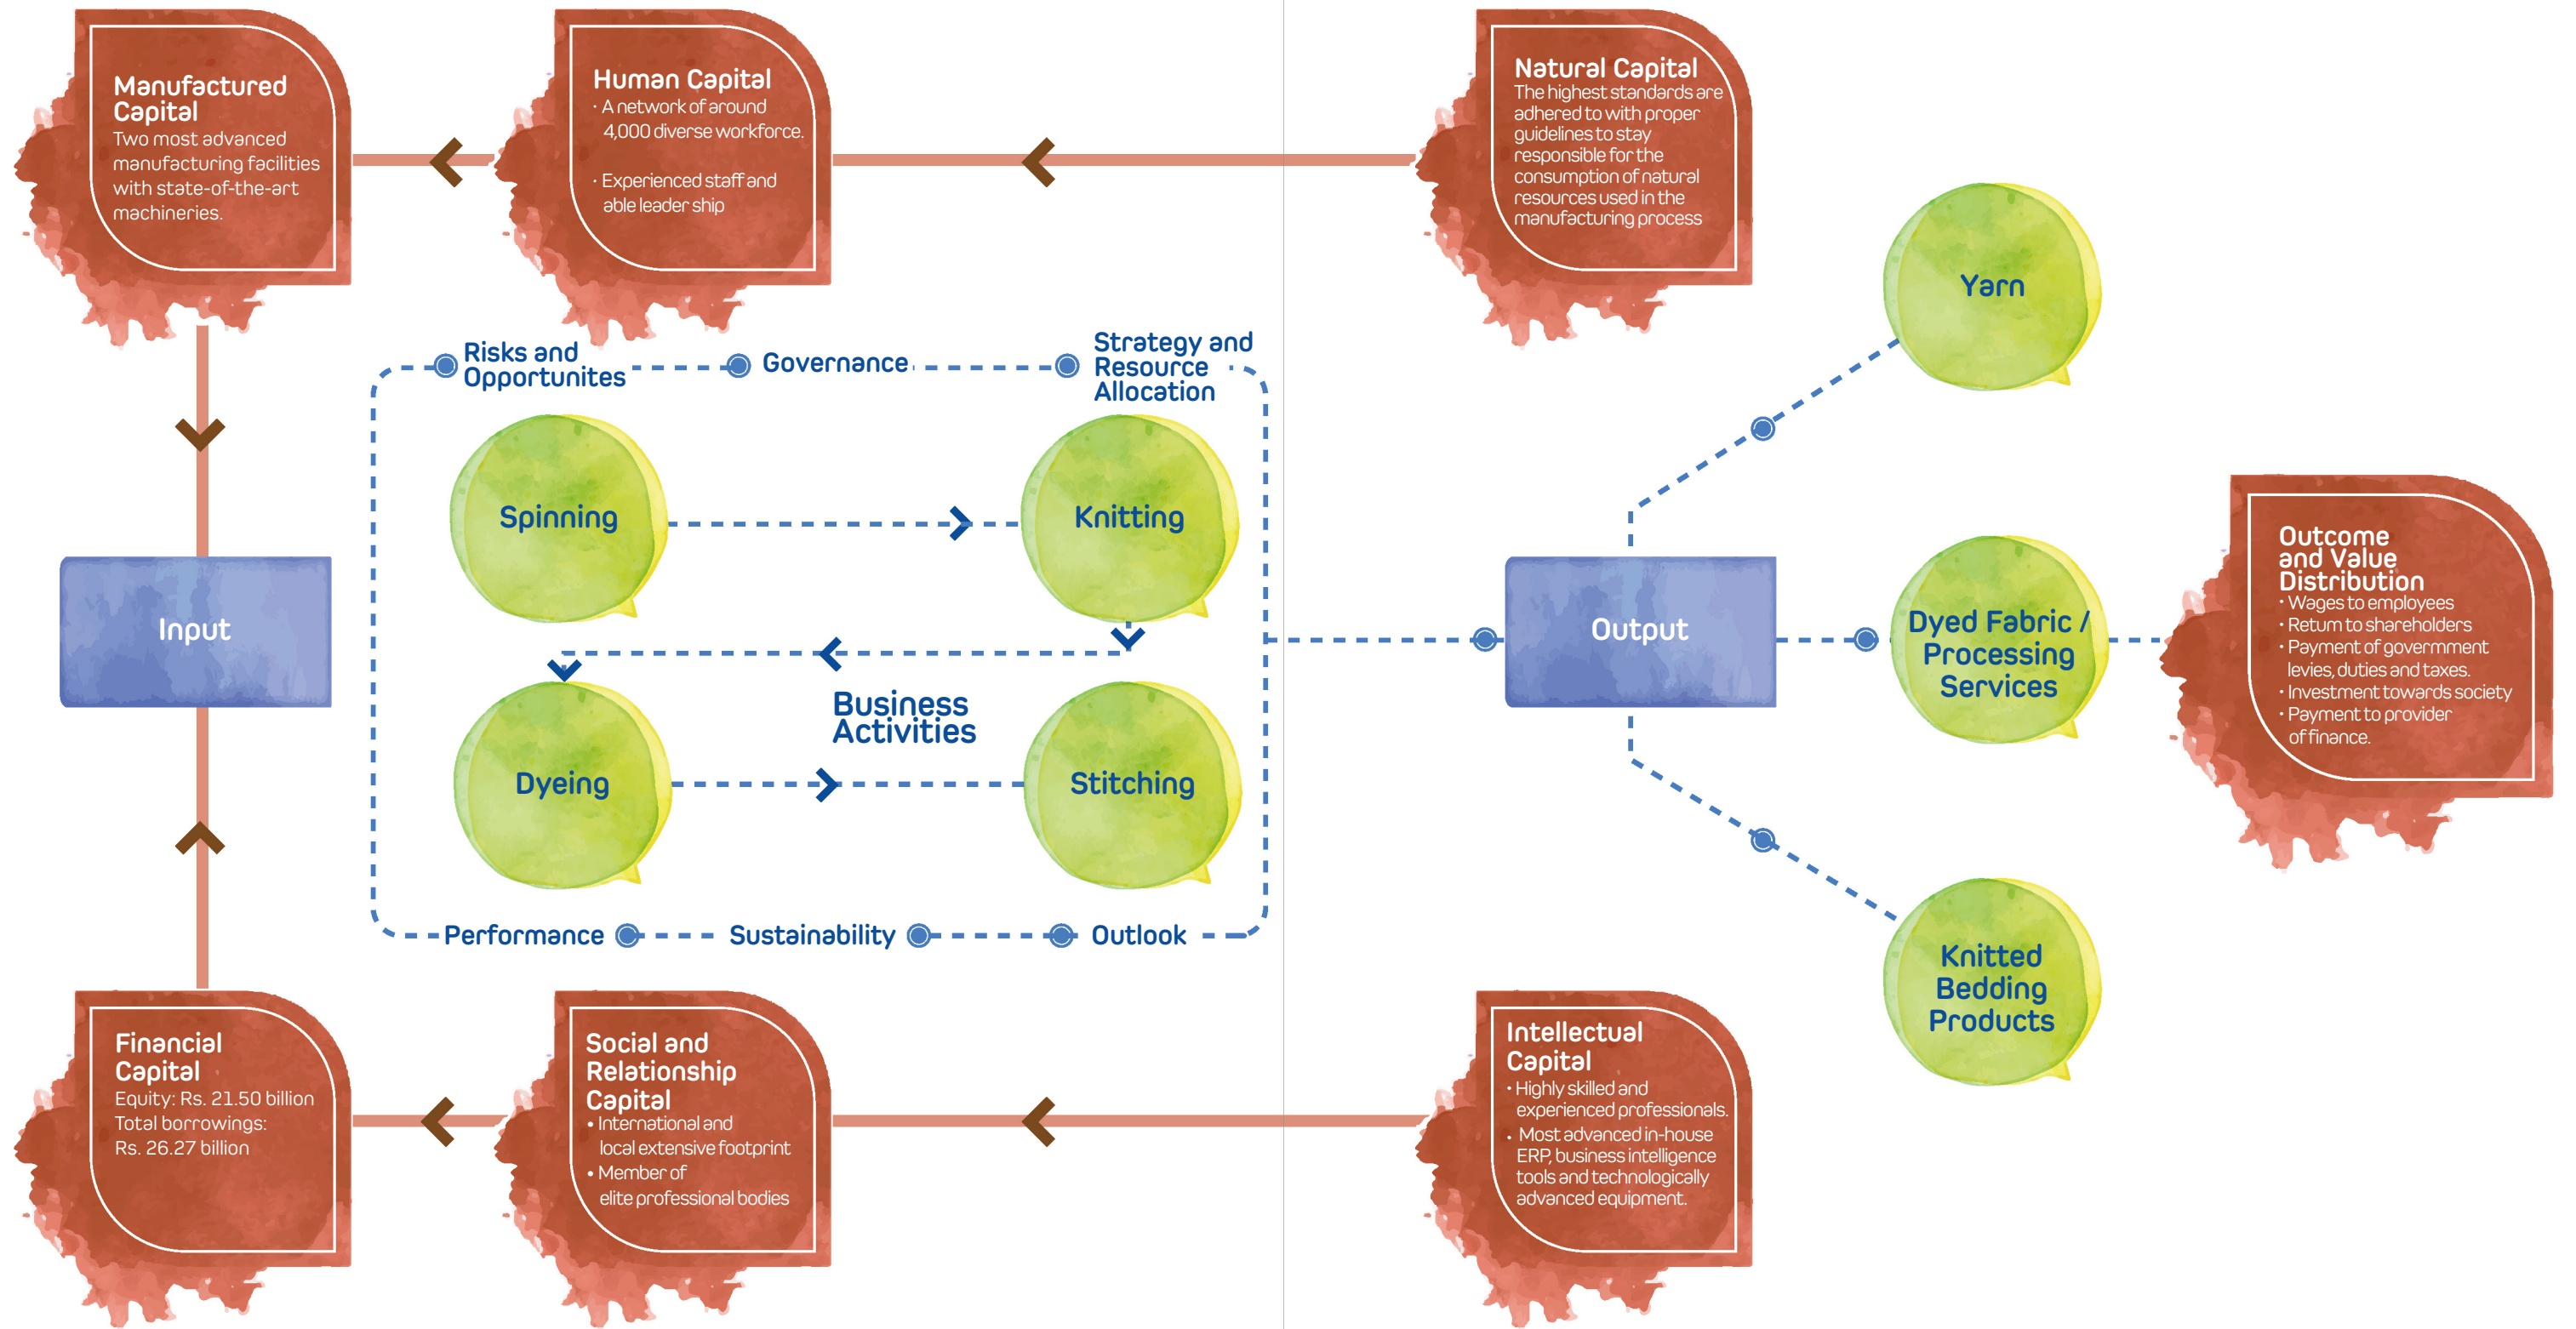 Manufactured
Capital
Two most advanced
manufacturing facilities
with state-of-the-art
machineries.
Human Capital
· A network of around
4,000 diverse workforce.
· Experienced staff and
able leader ship
Natural Capital
The highest standards are
adhered to with proper
guidelines to stay
responsible for the
consumption of natural
resources used in the
manufacturing process
Risks and
Opportunites
Governance
Strategy and
Resource
Allocation
Spinning
Knitting
Input
Business
Activities
Dyeing
Stitching
Performance
Sustainability
Outlook
Output
Yarn
Dyed Fabric /
Processing
Services
Knitted
Bedding
Products
Outcome
and Value
Distribution
· Wages to employees
· Return to shareholders
· Payment of government
levies, duties and taxes.
· Investment towards society
· Payment to provider
of finance.
Financial
Capital
Equity: Rs. 21.50 billion
Total borrowings:
Rs. 26.27 billion
Social and
Relationship
Capital
• International and
local extensive footprint
• Member of
elite professional bodies
Intellectual
Capital
· Highly skilled and
experienced professionals.
· Most advanced in-house
ERP, business intelligence
tools and technologically
advanced equipment.